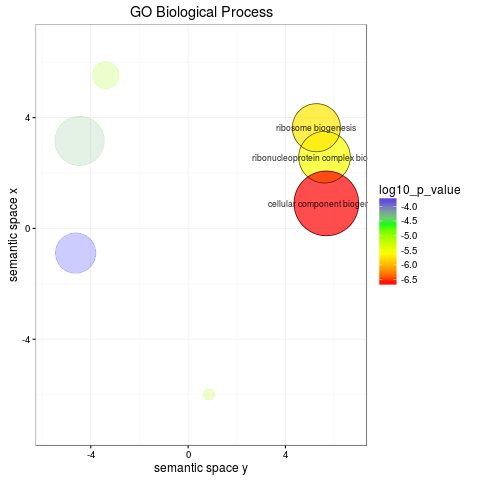 GO Biological Process
semantic space x
4
0
-4
ribosome biogenesis
ribonucleoprotein complex bio
cellular component bioger
-4
0
4
semantic space y
log10_p_value
-4.0
-4.5
-5.0
-5.5
-6.0
-6.5